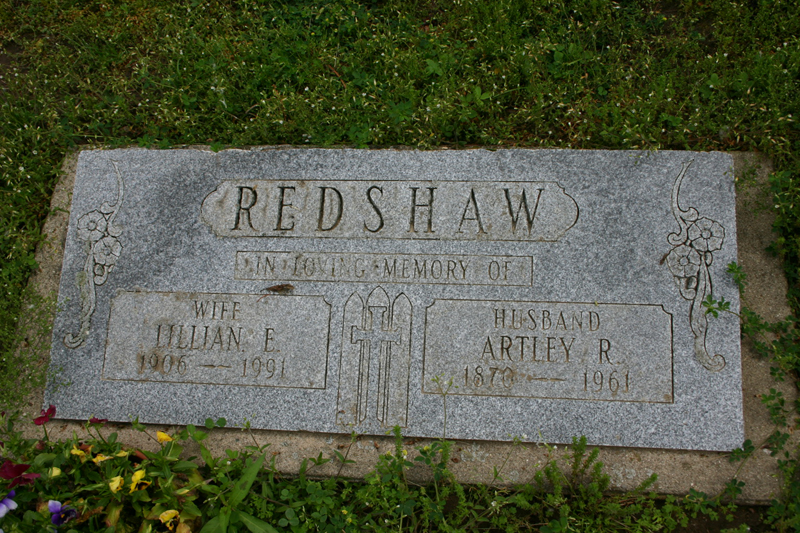 REDSHAW
IN LOVING MEMORY OF
WIFE
LILLIAN E.
1906 — 1991
HUSBAND
ARTLEY R.
1870 — 1961